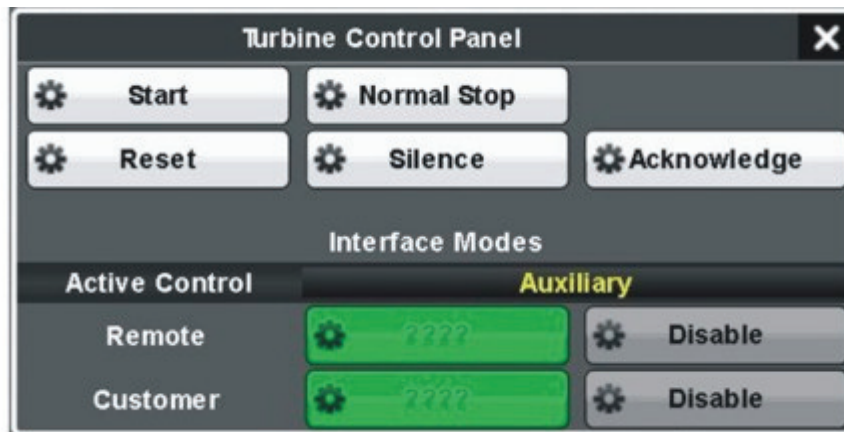 Turbine Control Panel
Start Normal Stop
Reset Silence Acknowledge
Interface Modes
Active Control Auxiliary
Remote ???? Disable
Customer ???? Disable